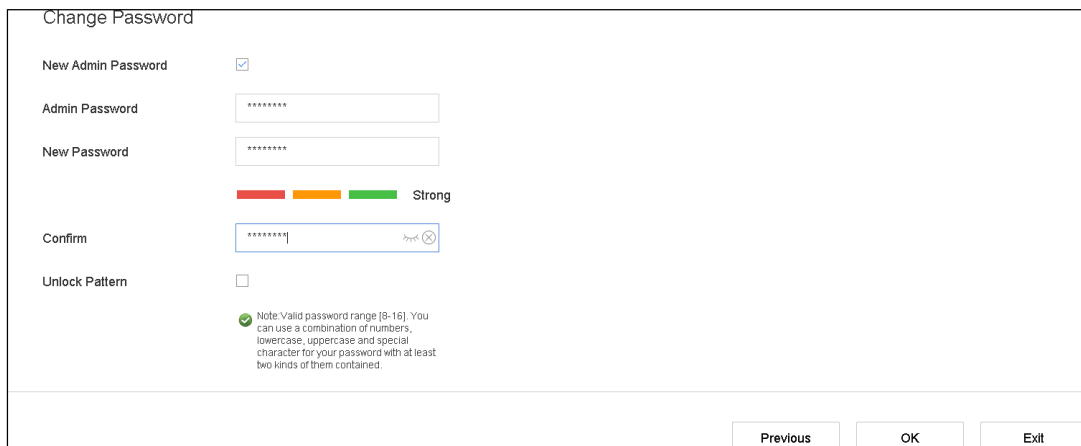 Change Password
New Admin Password
Admin Password ********
New Password ********
Strong
Confirm ********
Unlock Pattern
Note:Valid password range [8-16]. You
can use a combination of numbers,
lowercase, uppercase and special
character for your password with at least
two kinds of them contained.
Previous OK Exit